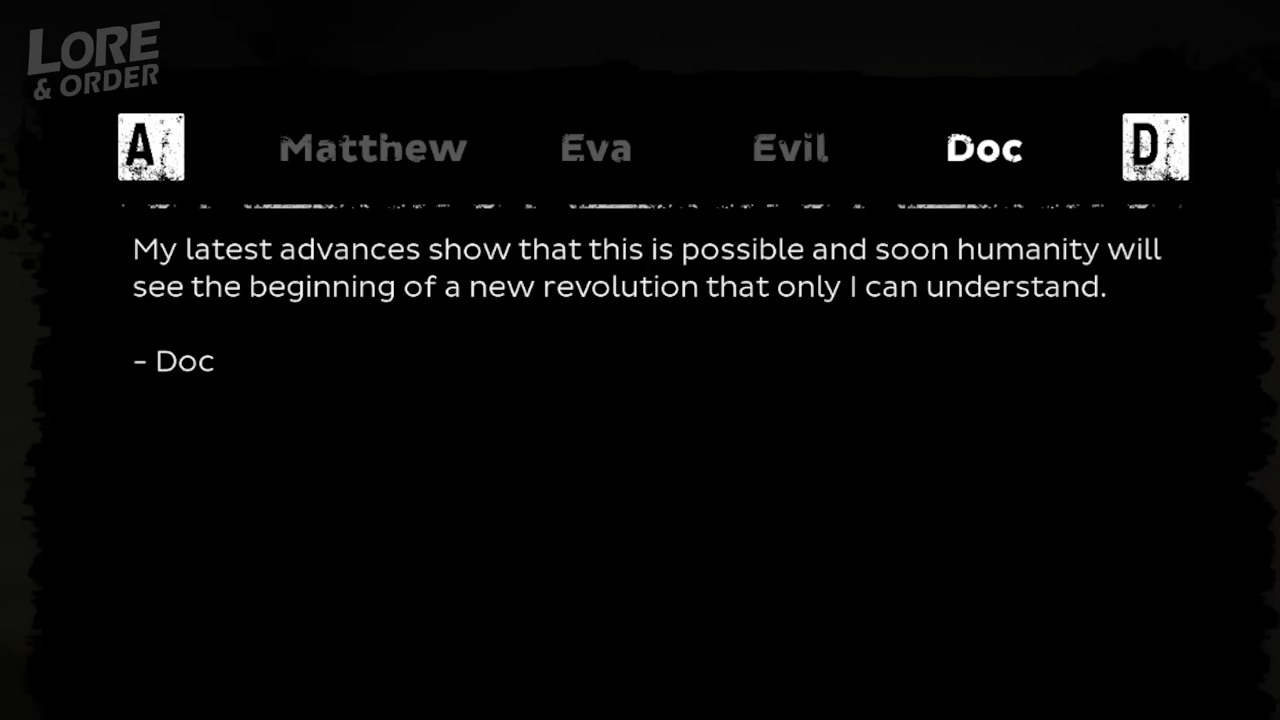 LORE
& ORDER
A Matthew Eva Evil Doc D
My latest advances show that this is possible and soon humanity will
see the beginning of a new revolution that only I can understand.
- Doc